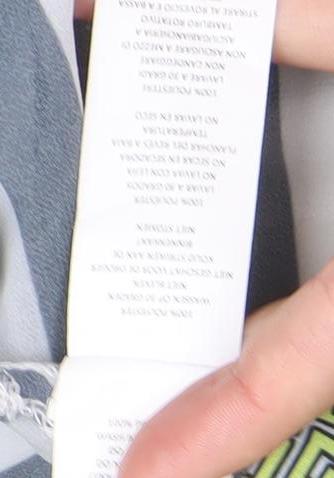 100% POLYESTER
WASSEN OP 30 GRADEN
NIET BLEKEN
NIET GESCHIKT VOOR DE DROGER
KOUD STRIJKEN AAN DE
BINNENKANT
NIET STOMEN
100% POLYESTER
LAVAR A 30 GRADOS
NO LAVAR CON LEJIA
NO SECAR EN SECADORA
PLANCHAR DEL REVES A BAJA
TEMPERATURA
NO LAVAR EN SECO
100% POLIESTERE
LAVARE A 30 GRADI
NON CANDEGGIARE
NON ASCIUGARE A MEZZO DI
ASCIUGABIANCHERIA A
TAMBURO ROTATIVO
STIRARE AL ROVESCIO E A BASSA